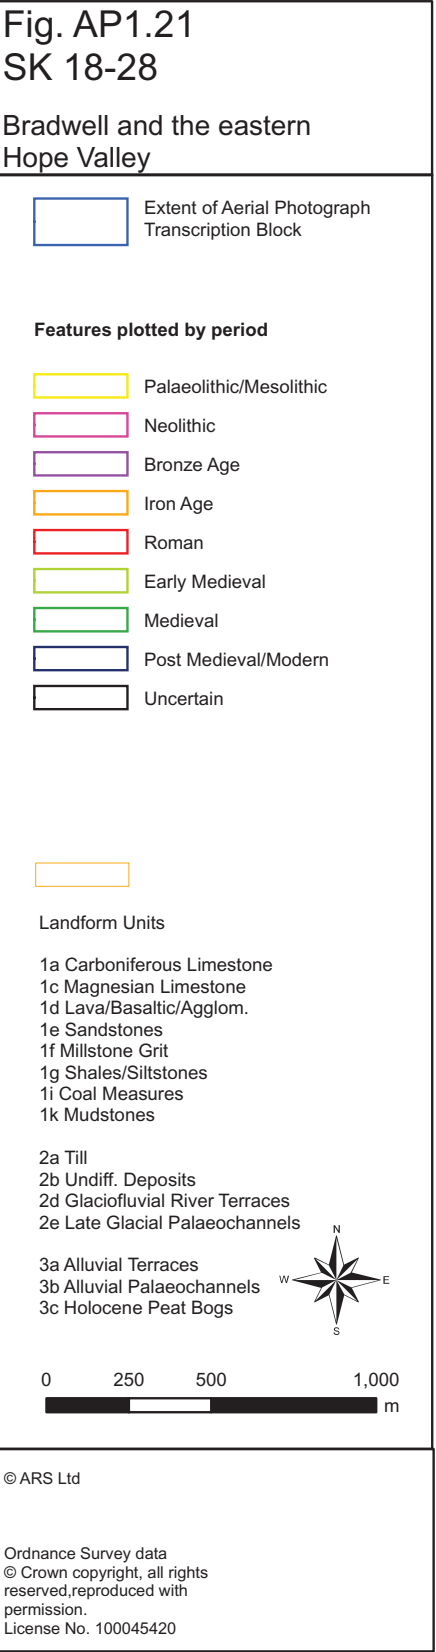 Fig. AP1.21
SK 18-28
Bradwell and the eastern
Hope Valley
Extent of Aerial Photograph
Transcription Block
Features plotted by period
Palaeolithic/Mesolithic
Neolithic
Bronze Age
Iron Age
Roman
Early Medieval
Medieval
Post Medieval/Modern
Uncertain
Landform Units
1a Carboniferous Limestone
1c Magnesian Limestone
1d Lava/Basaltic/Agglom.
1e Sandstones
1f Millstone Grit
1g Shales/Siltstones
1i Coal Measures
1k Mudstones
2a Till
2b Undiff. Deposits
2d Glaciofluvial River Terraces
2e Late Glacial Palaeochannels
3a Alluvial Terraces
3b Alluvial Palaeochannels
3c Holocene Peat Bogs
N
W E
S
0 250 500 1,000
m
© ARS Ltd
Ordnance Survey data
© Crown copyright, all rights
reserved,reproduced with
permission.
License No. 100045420